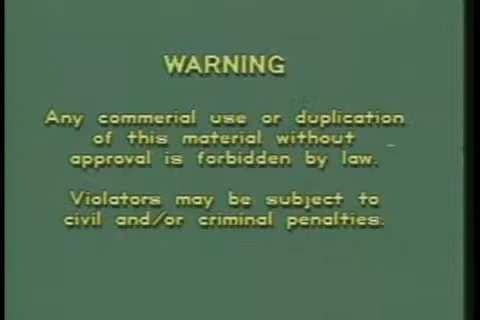 WARNING
Any commerial use or duplication
of this material without
approval is forbidden by law.
Violators may be subject to
civil and/or criminal penalties.